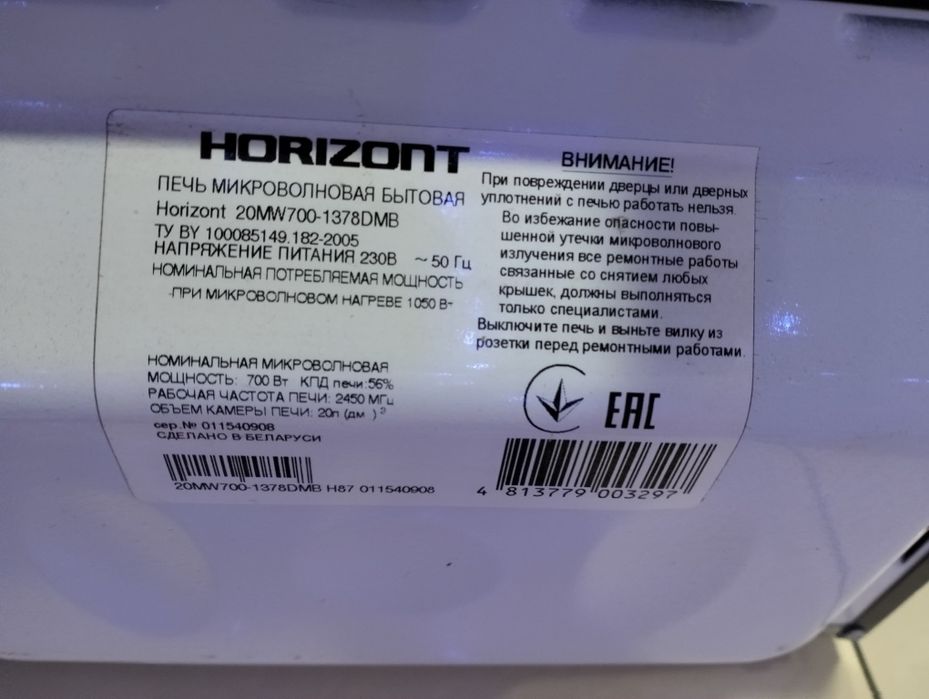 HORIZONT
ПЕЧЬ МИКРОВОЛНОВАЯ БЫТОВАЯ
Horizont 20MW700-1378DMB
ТУ BY 100085149.182-2005
НАПРЯЖЕНИЕ ПИТАНИЯ 230В ~50 Гц
НОМИНАЛЬНАЯ ПОТРЕБЛЯЕМАЯ МОЩНОСТЬ
ПРИ МИКРОВОЛНОВОМ НАГРЕВЕ 1050 Вт
НОМИНАЛЬНАЯ МИКРОВОЛНОВАЯ
МОЩНОСТЬ: 700 Вт КПД печи:56%
РАБОЧАЯ ЧАСТОТА ПЕЧИ: 2450 МГц
ОБЪЕМ КАМЕРЫ ПЕЧИ: 20л (дм )³
сер.№ 011540908
СДЕЛАНО В БЕЛАРУСИ
20MW700-1378DMB H87 011540908
ВНИМАНИЕ!
При повреждении дверцы или дверных
уплотнений с печью работать нельзя.
Во избежание опасности повы-
шенной утечки микроволнового
излучения все ремонтные работы
связанные со снятием любых
крышек, должны выполняться
только специалистами.
Выключите печь и выньте вилку из
розетки перед ремонтными работами.
EAC
4 813779 003297